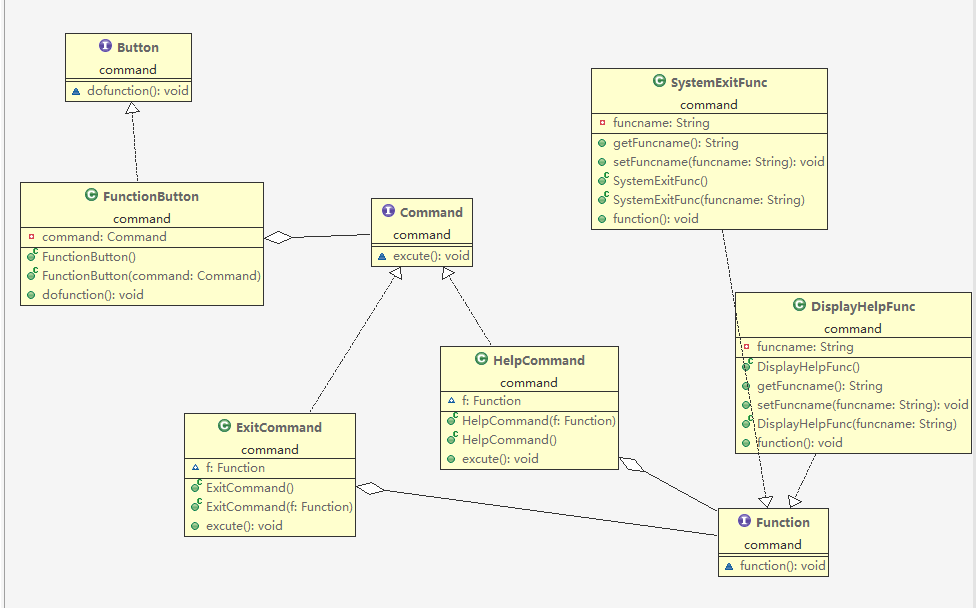 Button
command
dofunction(): void
FunctionButton
command
command: Command
FunctionButton()
FunctionButton(command: Command)
dofunction(): void
Command
command
excute(): void
SystemExitFunc
command
funcname: String
getFuncname(): String
setFuncname(funcname: String): void
SystemExitFunc()
SystemExitFunc(funcname: String)
function(): void
DisplayHelpFunc
command
funcname: String
DisplayHelpFunc()
getFuncname(): String
setFuncname(funcname: String): void
DisplayHelpFunc(funcname: String)
function(): void
HelpCommand
command
f: Function
HelpCommand(f: Function)
HelpCommand()
excute(): void
ExitCommand
command
f: Function
ExitCommand()
ExitCommand(f: Function)
excute(): void
Function
command
function(): void